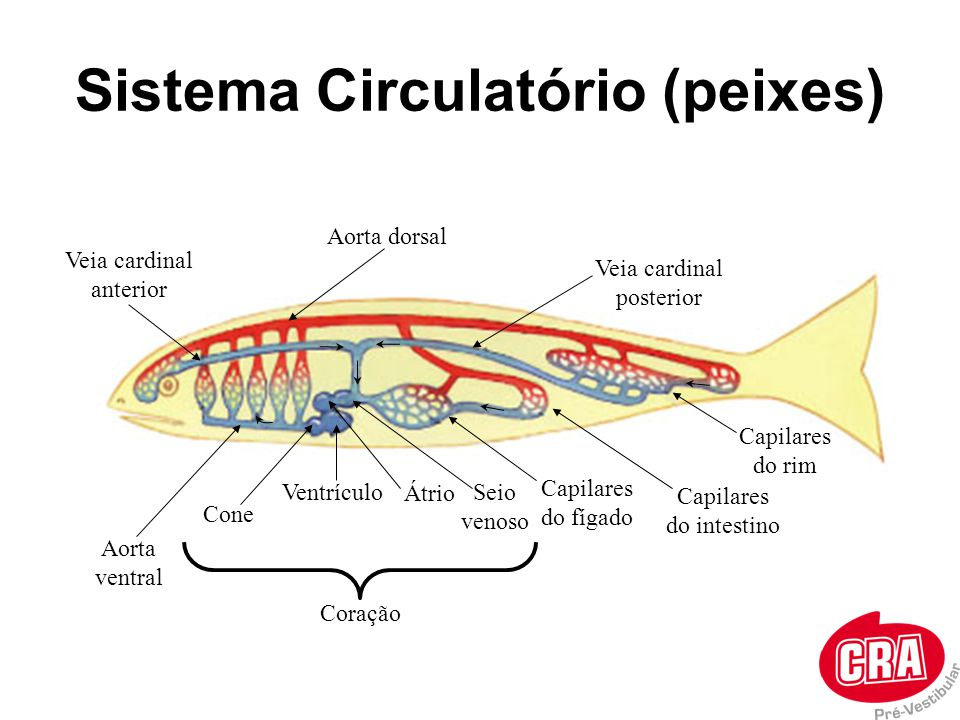 Sistema Circulatório (peixes)
Aorta dorsal
Veia cardinal
anterior
Veia cardinal
posterior
Capilares
do rim
Ventrículo
Átrio
Seio
venoso
Capilares
do fígado
Capilares
do intestino
Cone
Aorta
ventral
Coração
CRA
Pré-Vestibular